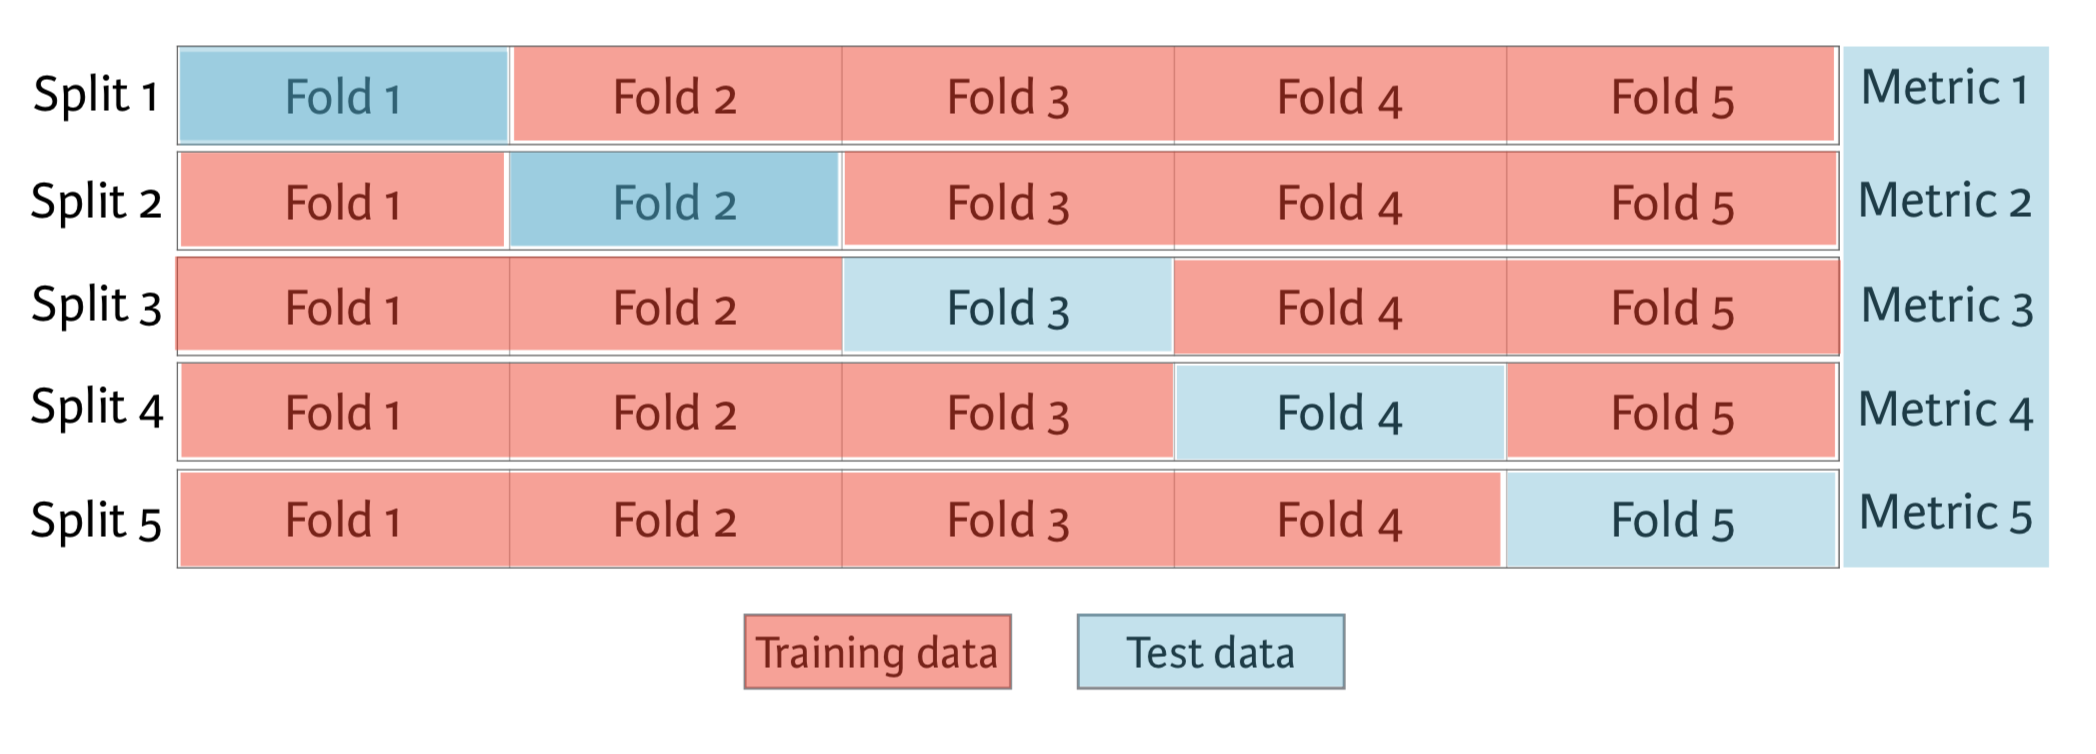 Split 1 Fold 1 Fold 2 Fold 3 Fold 4 Fold 5 Metric 1
Split 2 Fold 1 Fold 2 Fold 3 Fold 4 Fold 5 Metric 2
Split 3 Fold 1 Fold 2 Fold 3 Fold 4 Fold 5 Metric 3
Split 4 Fold 1 Fold 2 Fold 3 Fold 4 Fold 5 Metric 4
Split 5 Fold 1 Fold 2 Fold 3 Fold 4 Fold 5 Metric 5
Training data Test data